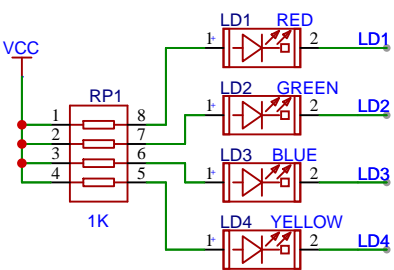 LD1 RED
1+ 2 LD1
VCC
LD2 GREEN
RP1
1+ 2 LD2
1 8
2 7
3 6
4 5
LD3 BLUE
1+ 2 LD3
1K
LD4 YELLOW
1+ 2 LD4